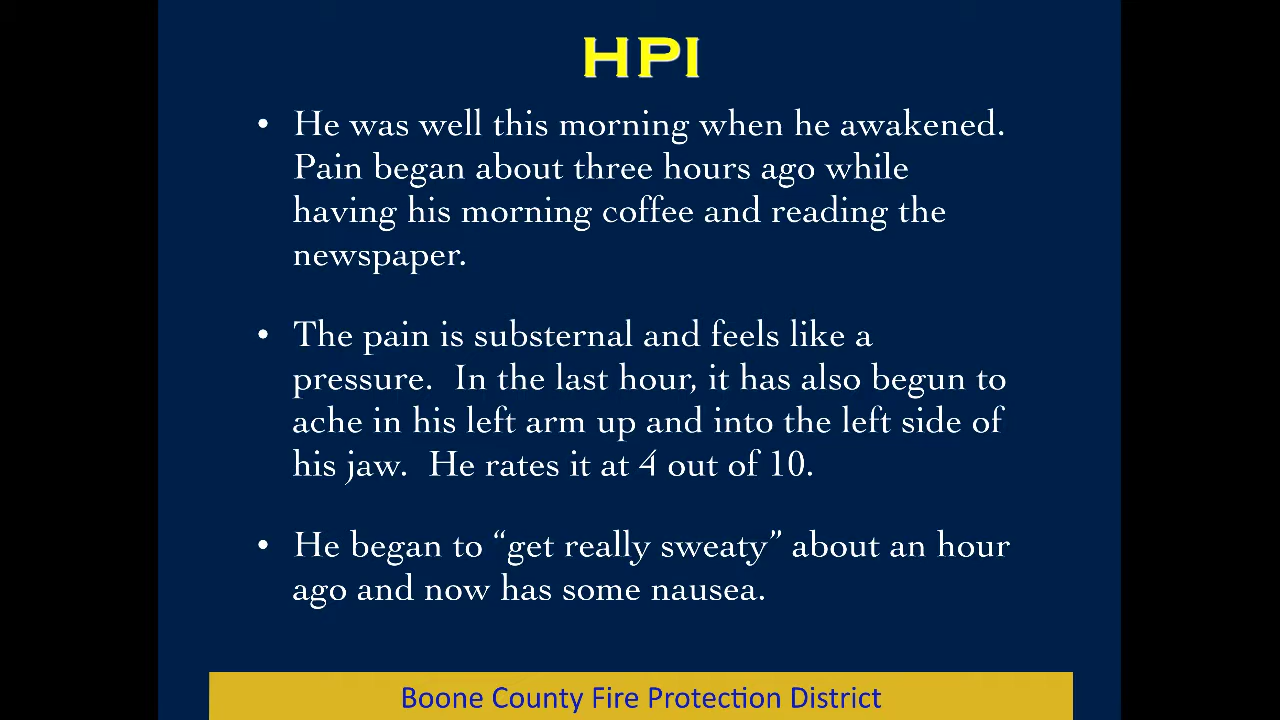 HPI
• He was well this morning when he awakened.
Pain began about three hours ago while
having his morning coffee and reading the
newspaper.
• The pain is substernal and feels like a
pressure.  In the last hour, it has also begun to
ache in his left arm up and into the left side of
his jaw.  He rates it at 4 out of 10.
• He began to “get really sweaty” about an hour
ago and now has some nausea.
Boone County Fire Protection District